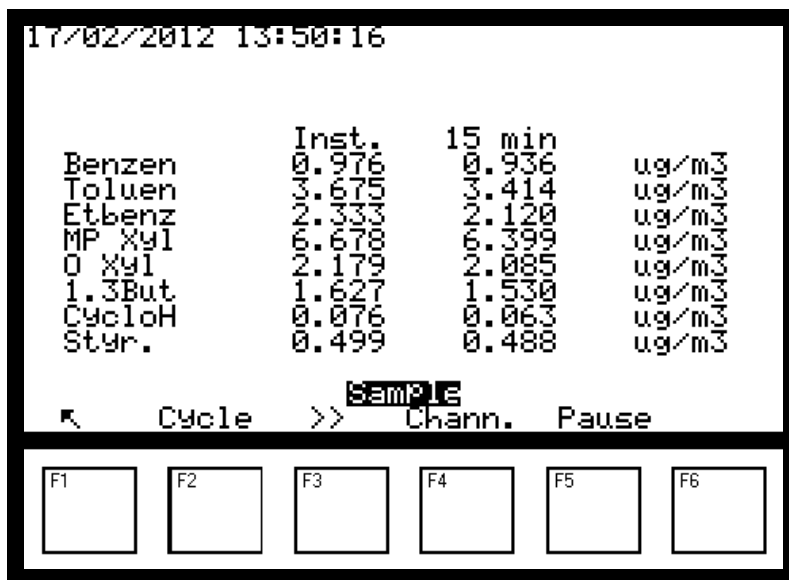 17/02/2012 13:50:16
Inst. 15 min
Benzen 0.976 0.936 ug/m3
Toluen 3.675 3.414 ug/m3
Etbenz 2.333 2.120 ug/m3
MP Xyl 6.678 6.399 ug/m3
O Xyl 2.179 2.085 ug/m3
1.3But 1.627 1.530 ug/m3
CycloH 0.076 0.063 ug/m3
Styr. 0.499 0.488 ug/m3
Sample
↖ Cycle >> Chann. Pause
F1 F2 F3 F4 F5 F6